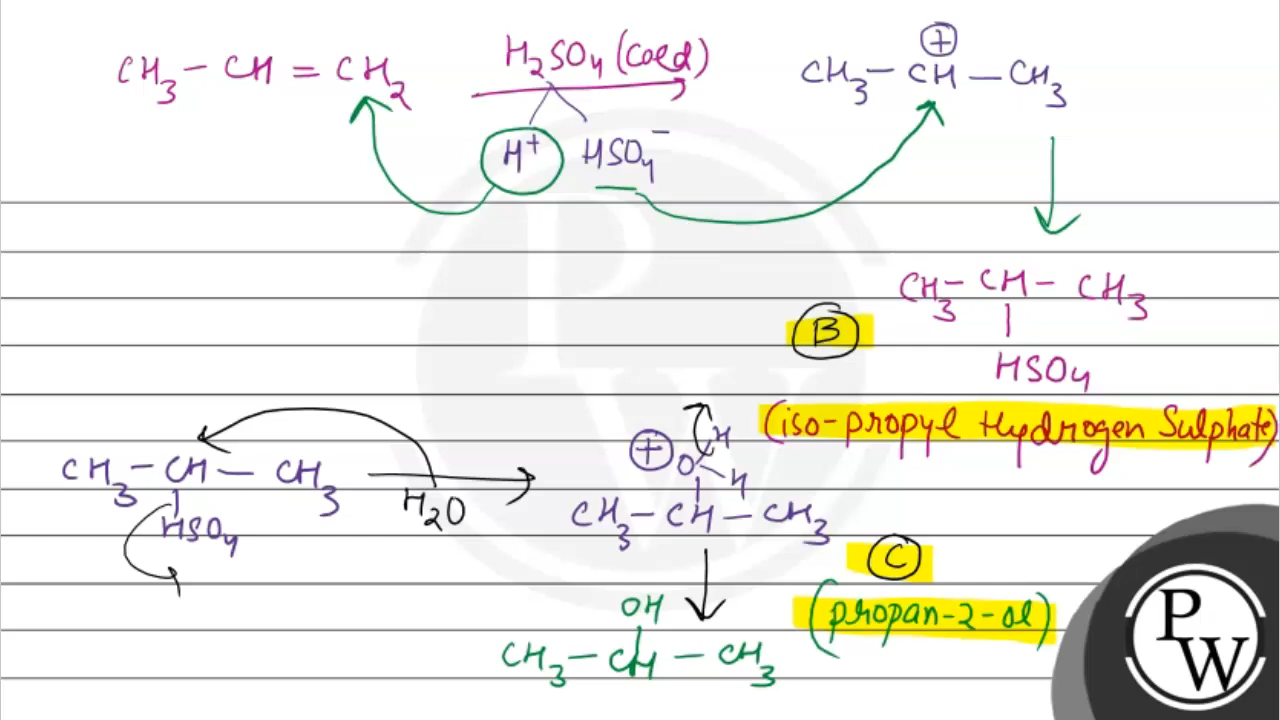 CH₃ – CH = CH₂ H₂SO₄ (Cold) CH₃ – CH – CH₃
⊕
H⁺ HSO₄⁻
CH₃ – CH – CH₃
|
HSO₄
B
(iso-propyl Hydrogen Sulphate)
CH₃ – CH – CH₃
|
HSO₄
H₂O
⊕ O H
H
CH₃ – CH – CH₃
C
(propan-2-ol)
OH
CH₃ – CH – CH₃
P
W